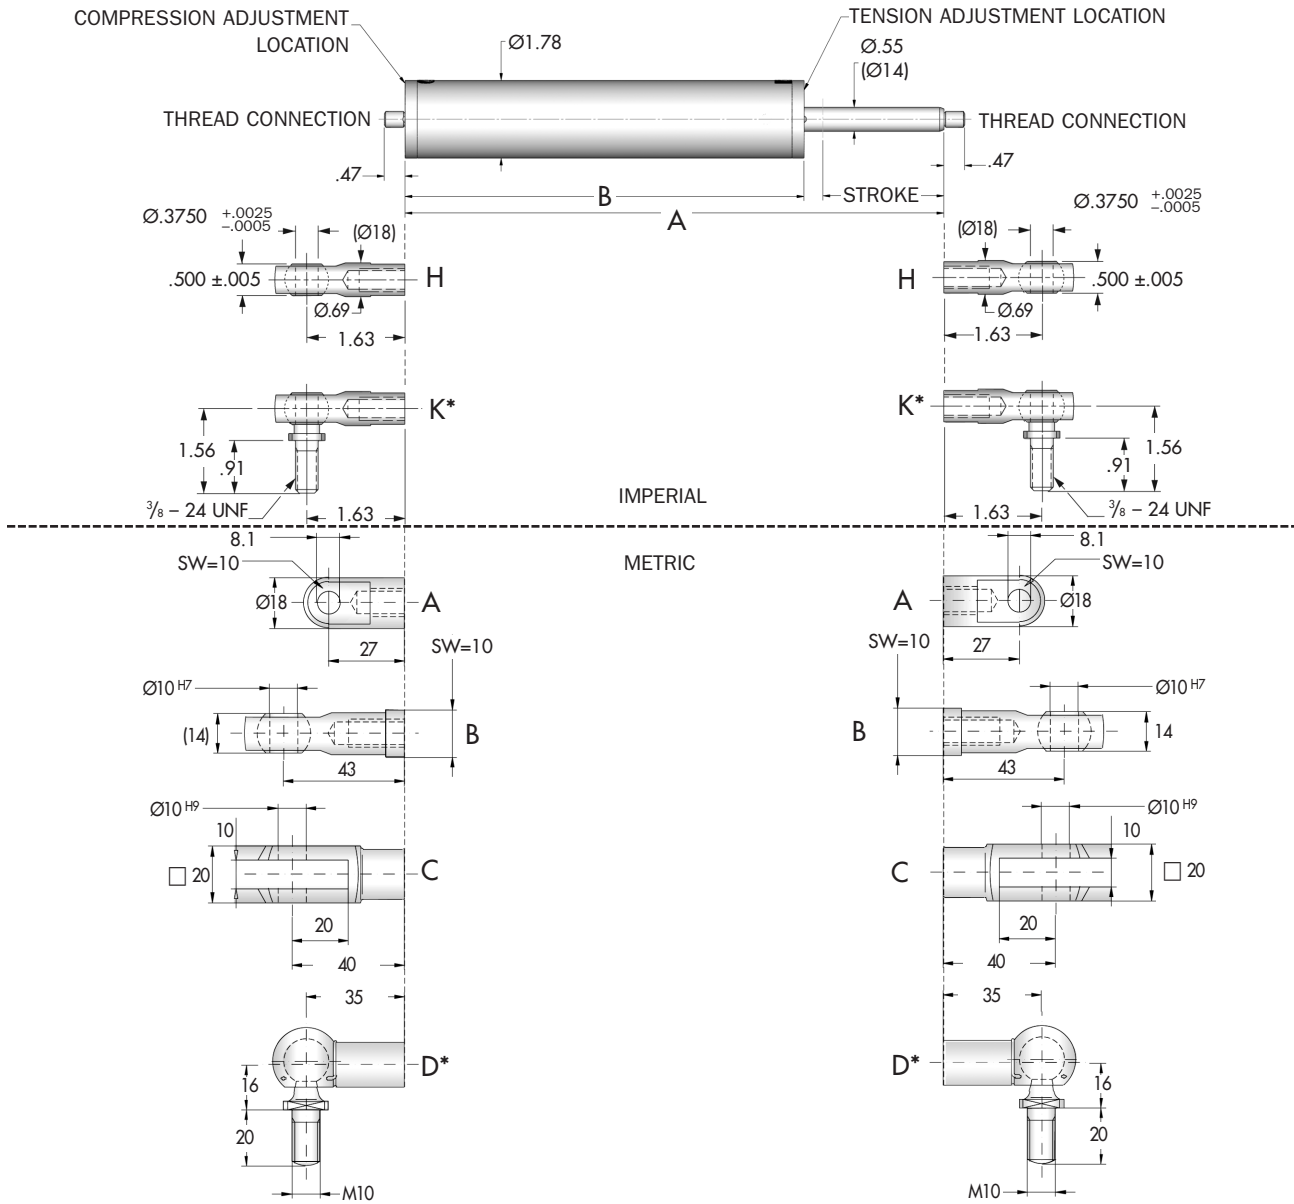 COMPRESSION ADJUSTMENT
LOCATION
TENSION ADJUSTMENT LOCATION
Ø1.78
Ø.55
(Ø14)
THREAD CONNECTION
THREAD CONNECTION
.47
.47
B
STROKE
A
Ø.3750 +.0025 –.0005
Ø.3750 +.0025 –.0005
(Ø18)
(Ø18)
.500 ±.005
H
H
.500 ±.005
Ø.69
Ø.69
1.63
1.63
K*
K*
1.56
1.56
.91
.91
3/8 – 24 UNF
3/8 – 24 UNF
1.63
1.63
IMPERIAL
METRIC
8.1
8.1
SW=10
SW=10
Ø18
A
A
Ø18
27
27
SW=10
SW=10
Ø10 H7
Ø10 H7
(14)
B
B
14
43
43
Ø10 H9
Ø10 H9
10
10
□ 20
C
C
□ 20
20
20
40
40
35
35
D*
D*
16
16
20
20
M10
M10